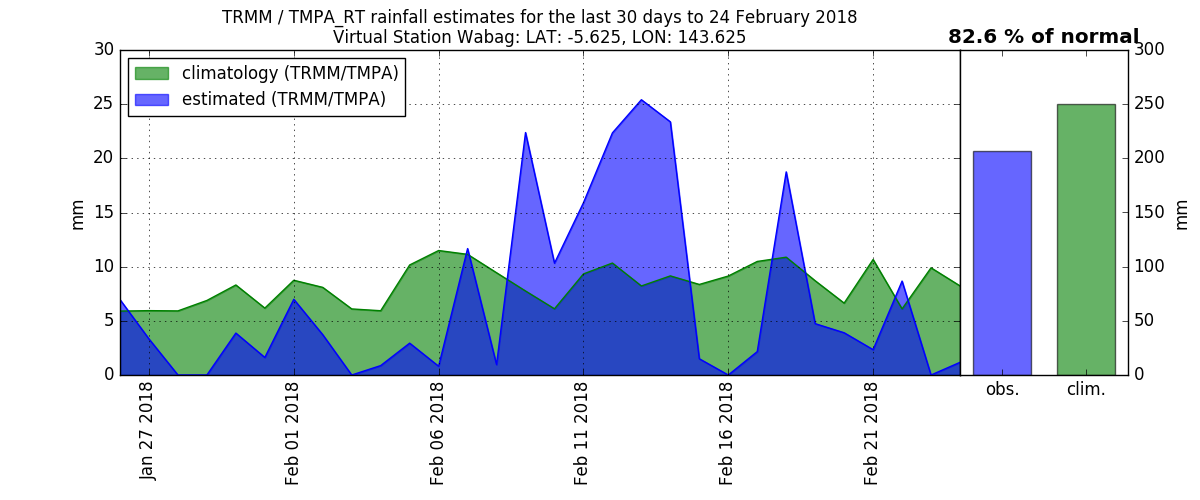 TRMM / TMPA_RT rainfall estimates for the last 30 days to 24 February 2018
Virtual Station Wabag: LAT: -5.625, LON: 143.625
82.6 % of normal
climatology (TRMM/TMPA)
estimated (TRMM/TMPA)
30
25
20
15
10
5
0
mm
Jan 27 2018
Feb 01 2018
Feb 06 2018
Feb 11 2018
Feb 16 2018
Feb 21 2018
obs.
clim.
300
250
200
150
100
50
0
mm